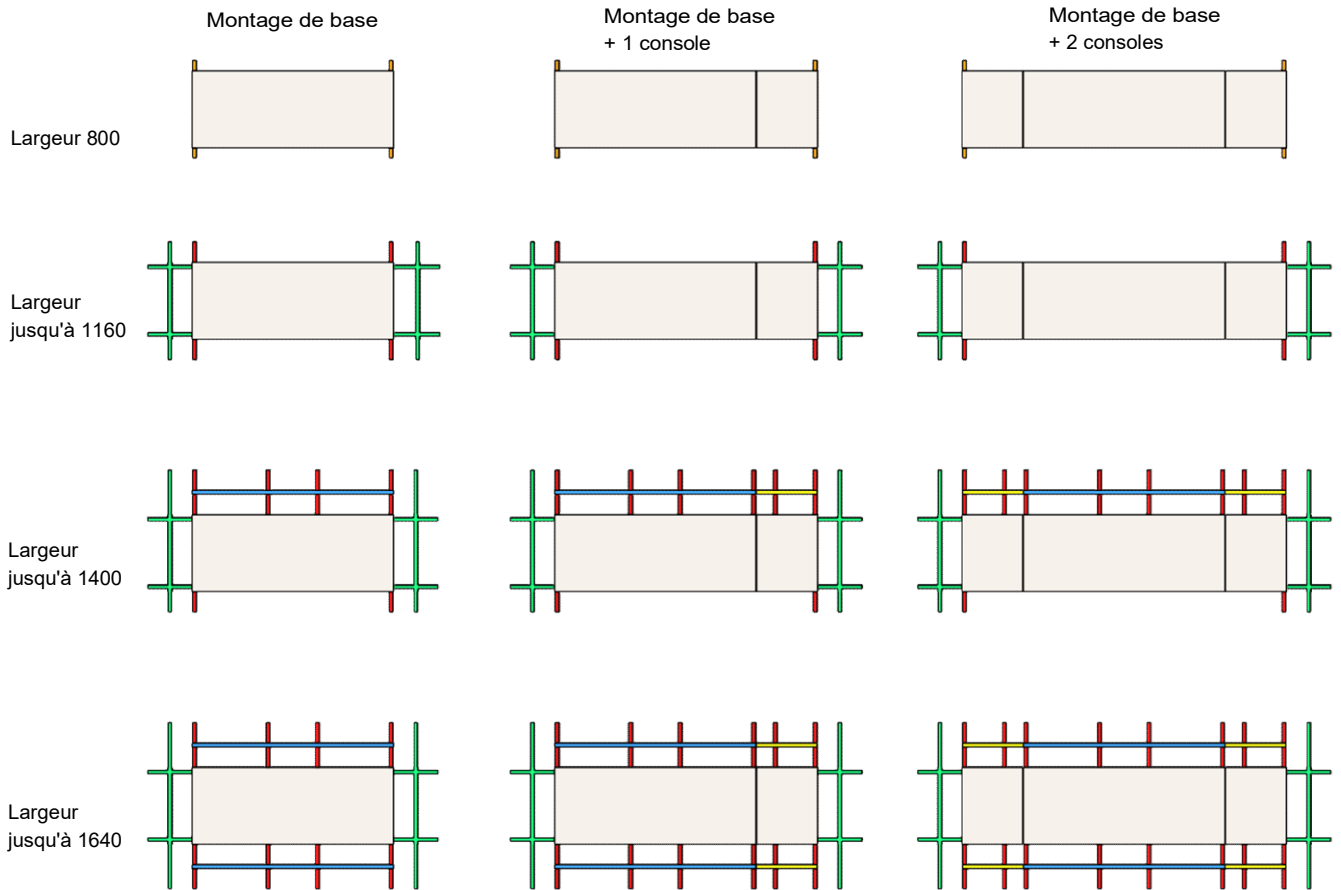 Montage de base
Montage de base
+ 1 console
Montage de base
+ 2 consoles
Largeur 800
Largeur
jusqu'à 1160
Largeur
jusqu'à 1400
Largeur
jusqu'à 1640